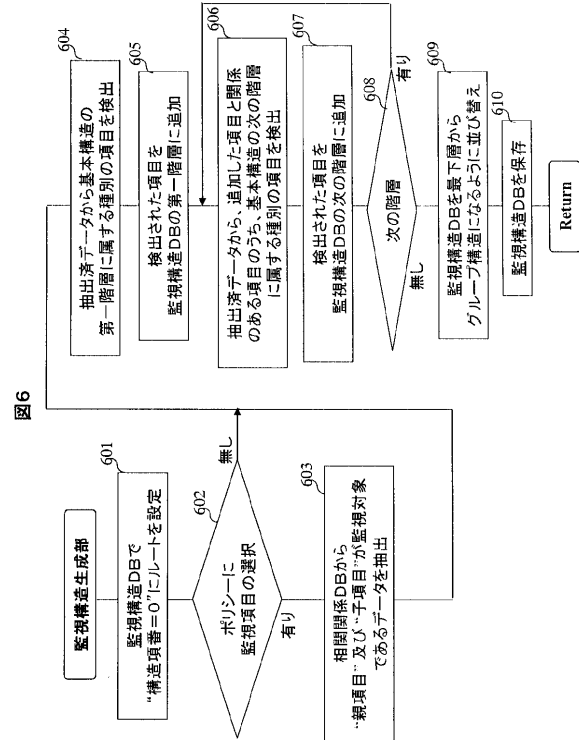 図6
監視構造生成部
601
監視構造DBで
“構造項番=0”にルートを設定
602
ポリシーに
監視項目の選択
無し
有り
603
相関関係DBから
“親項目”及び“子項目”が監視対象
であるデータを抽出
604
抽出済データから基本構造の
第一階層に属する種別の項目を検出
605
検出された項目を
監視構造DBの第一階層に追加
606
抽出済データから、追加した項目と関係
のある項目のうち、基本構造の次の階層
に属する種別の項目を検出
607
検出された項目を
監視構造DBの次の階層に追加
608
次の階層
有り
無し
609
監視構造DBを最下層から
グループ構造になるように並び替え
610
監視構造DBを保存
Return